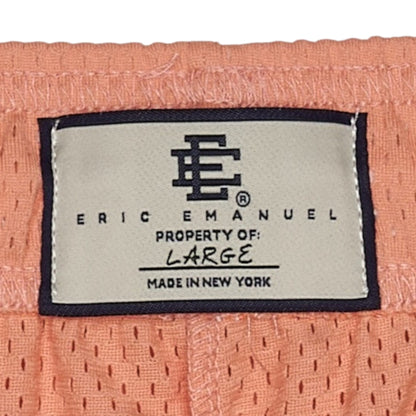 EE®
ERIC EMANUEL
PROPERTY OF:
LARGE
MADE IN NEW YORK